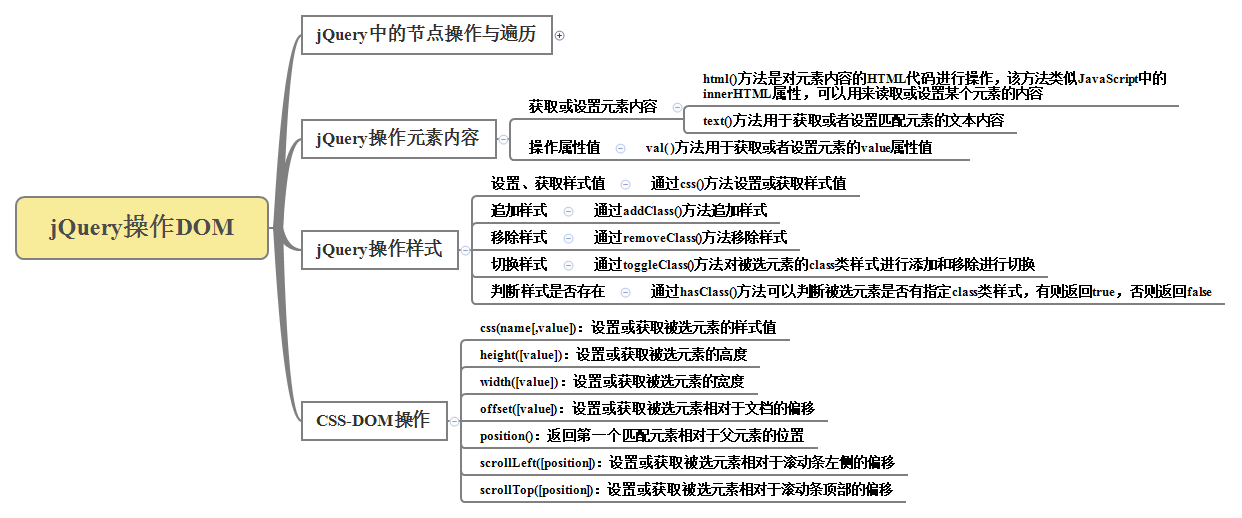 jQuery操作DOM
jQuery中的节点操作与遍历
jQuery操作元素内容
获取或设置元素内容
html()方法是对元素内容的HTML代码进行操作，该方法类似JavaScript中的
innerHTML属性，可以用来读取或设置某个元素的内容
text()方法用于获取或者设置匹配元素的文本内容
操作属性值
val( )方法用于获取或者设置元素的value属性值
jQuery操作样式
设置、获取样式值
通过css()方法设置或获取样式值
追加样式
通过addClass()方法追加样式
移除样式
通过removeClass()方法移除样式
切换样式
通过toggleClass()方法对被选元素的class类样式进行添加和移除进行切换
判断样式是否存在
通过hasClass()方法可以判断被选元素是否有指定class类样式，有则返回true，否则返回false
CSS-DOM操作
css(name[,value])：设置或获取被选元素的样式值
height([value])：设置或获取被选元素的高度
width([value])：设置或获取被选元素的宽度
offset([value])：设置或获取被选元素相对于文档的偏移
position()：返回第一个匹配元素相对于父元素的位置
scrollLeft([position])：设置或获取被选元素相对于滚动条左侧的偏移
scrollTop([position])：设置或获取被选元素相对于滚动条顶部的偏移